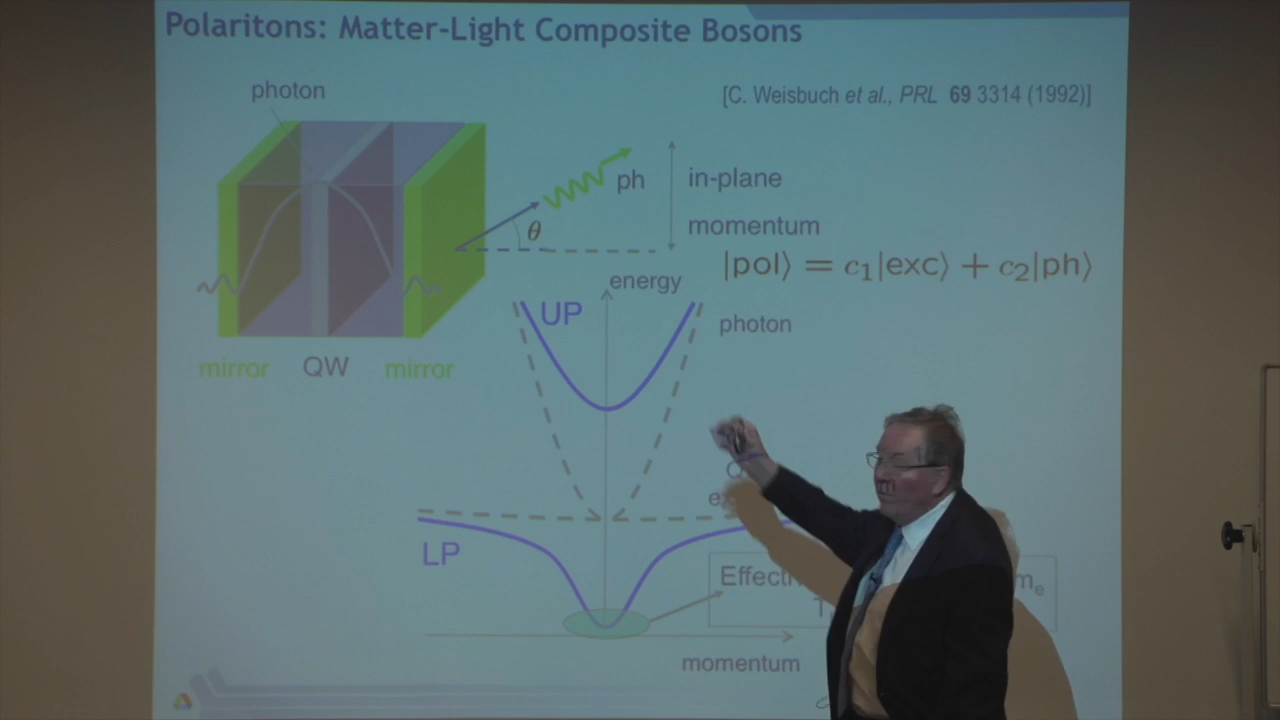 Polaritons: Matter-Light Composite Bosons
photon
[C. Weisbuch et al., PRL 69 3314 (1992)]
ph
in-plane
momentum
θ
|pol⟩ = c₁|exc⟩ + c₂|ph⟩
energy
UP
photon
mirror
QW
mirror
LP
mₑ
momentum